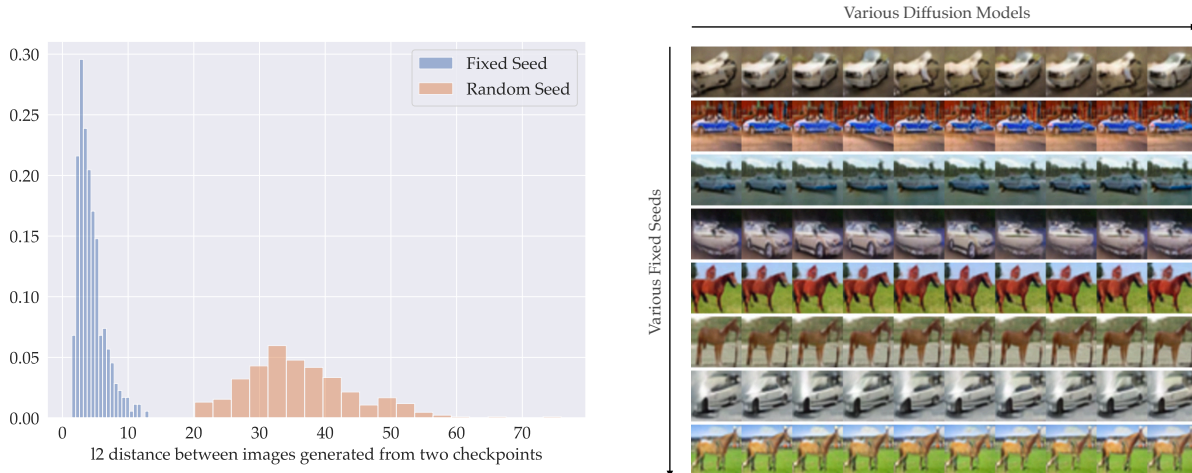 Various Diffusion Models
0.30
0.25
0.20
0.15
0.10
0.05
0.00
Fixed Seed
Random Seed
0 10 20 30 40 50 60 70
l2 distance between images generated from two checkpoints
Various Fixed Seeds